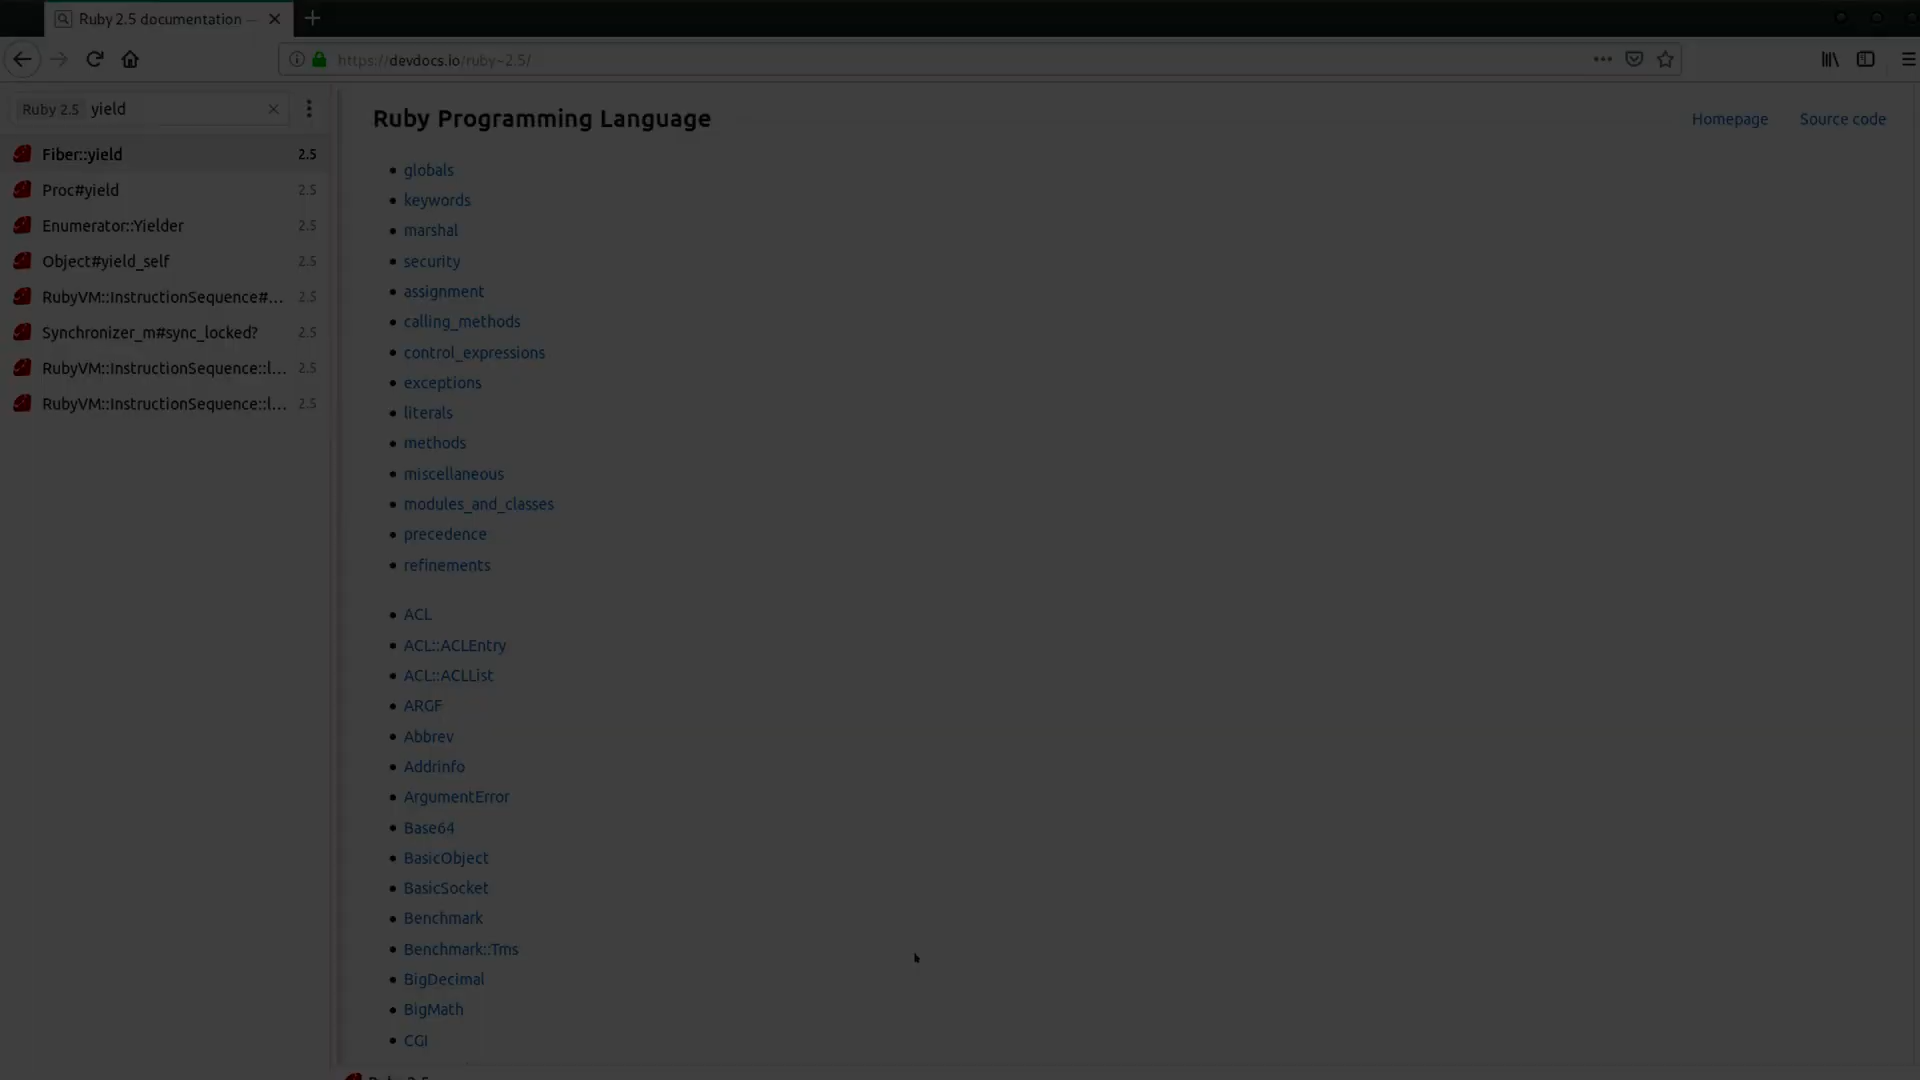 Ruby 2.5 documentation —
https://devdocs.io/ruby~2.5/
Ruby 2.5 yield
Fiber::yield 2.5
Proc#yield 2.5
Enumerator::Yielder 2.5
Object#yield_self 2.5
RubyVM::InstructionSequence#... 2.5
Synchronizer_m#sync_locked? 2.5
RubyVM::InstructionSequence::l... 2.5
RubyVM::InstructionSequence::l... 2.5
Ruby Programming Language
Homepage Source code
globals
keywords
marshal
security
assignment
calling_methods
control_expressions
exceptions
literals
methods
miscellaneous
modules_and_classes
precedence
refinements
ACL
ACL::ACLEntry
ACL::ACLList
ARGF
Abbrev
Addrinfo
ArgumentError
Base64
BasicObject
BasicSocket
Benchmark
Benchmark::Tms
BigDecimal
BigMath
CGI